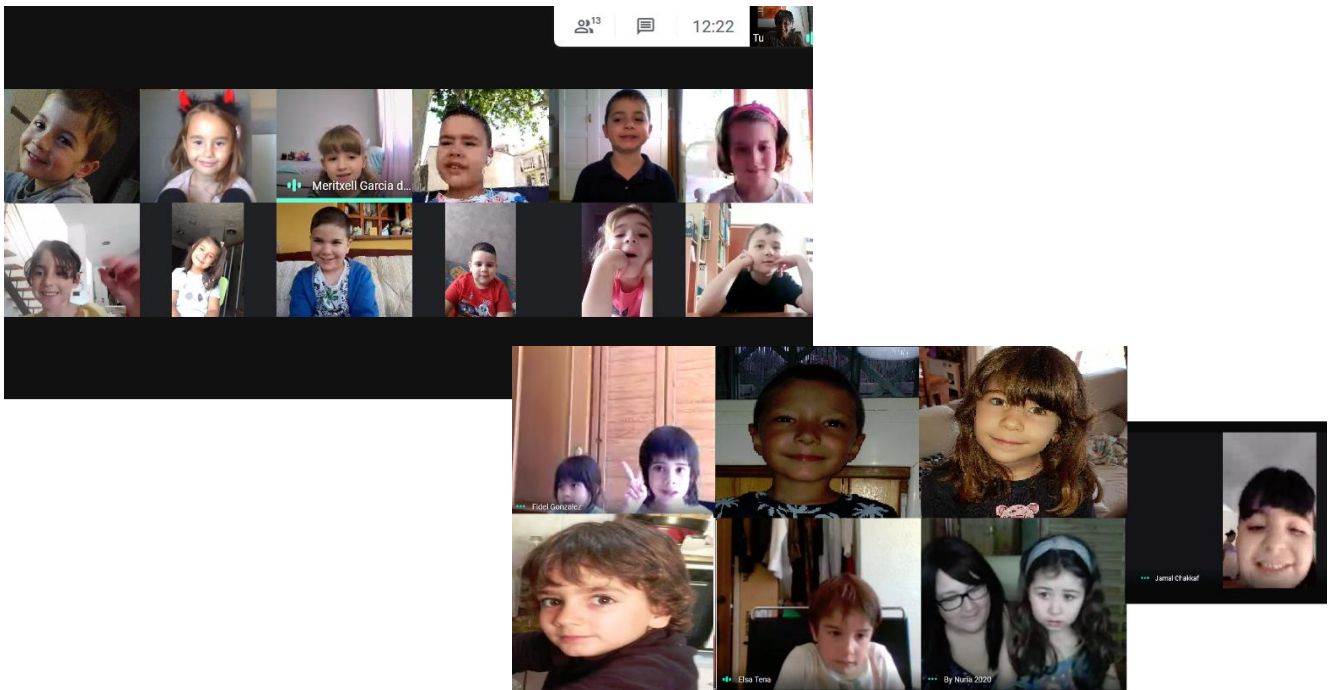 13
12:22
Tu
Meritxell Garcia d...
Fidel Gonzalez
Elsa Tena
By Nuria 2020
Jamal Chakkaf